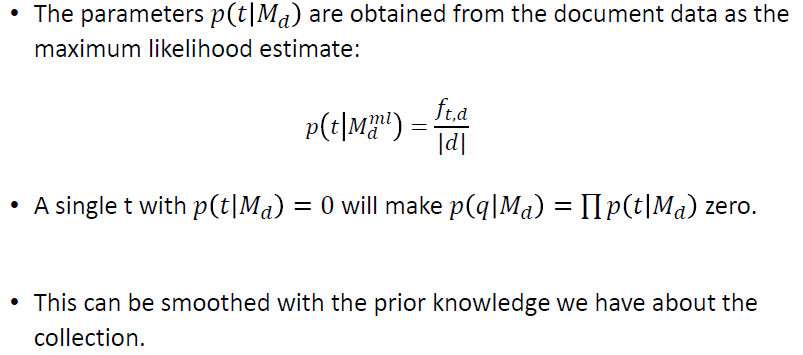 • The parameters p(t|M_d) are obtained from the document data as the
maximum likelihood estimate:
p(t|M_d^{ml}) = f_{t,d} / |d|
• A single t with p(t|M_d) = 0 will make p(q|M_d) = ∏ p(t|M_d) zero.
• This can be smoothed with the prior knowledge we have about the
collection.